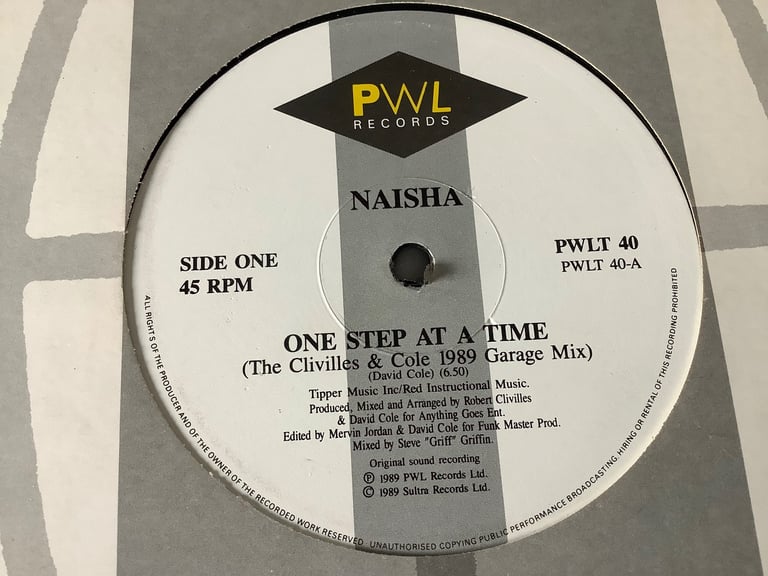 PWL
RECORDS
NAISHA
SIDE ONE
45 RPM
PWLT 40
PWLT 40-A
ONE STEP AT A TIME
(The Clivilles & Cole 1989 Garage Mix)
(David Cole) (6.50)
Tipper Music Inc/Red Instructional Music.
Produced, Mixed and Arranged by Robert Clivilles
& David Cole for Anything Goes Ent.
Edited by Mervin Jordan & David Cole for Funk Master Prod.
Mixed by Steve "Griff" Griffin.
Original sound recording
℗ 1989 PWL Records Ltd.
© 1989 Sultra Records Ltd.
ALL RIGHTS OF THE PRODUCER AND OF THE OWNER OF THE RECORDED WORK RESERVED UNAUTHORISED COPYING PUBLIC PERFORMANCE BROADCASTING, HIRING OR RENTAL OF THIS RECORDING PROHIBITED